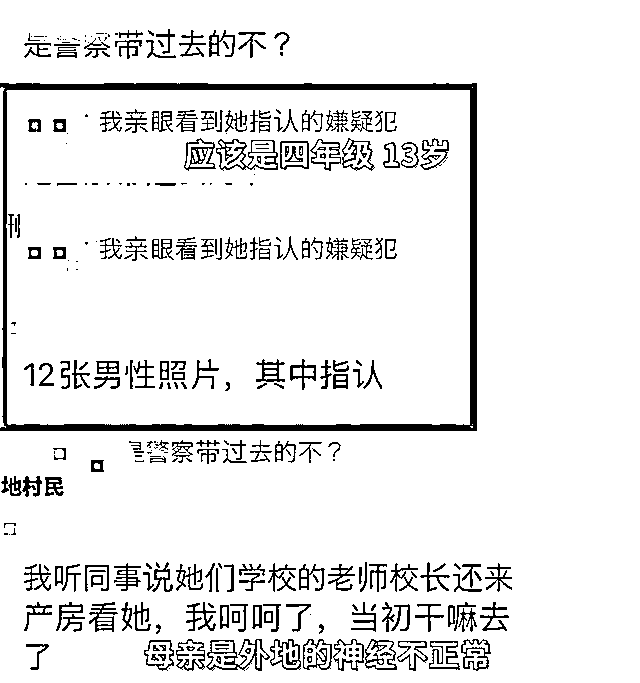 是警察带过去的不？
我亲眼看到她指认的嫌疑犯
应该是四年级 13岁
我亲眼看到她指认的嫌疑犯
12张男性照片，其中指认
是警察带过去的不？
地村民
我听同事说她们学校的老师校长还来
产房看她，我呵呵了，当初干嘛去
了
母亲是外地的神经不正常